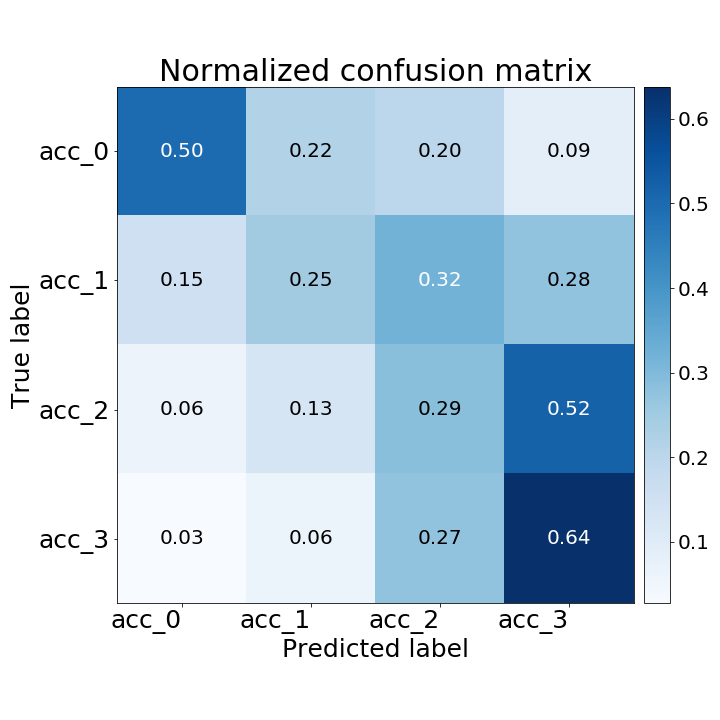 Normalized confusion matrix
True label
acc_0 0.50 0.22 0.20 0.09
acc_1 0.15 0.25 0.32 0.28
acc_2 0.06 0.13 0.29 0.52
acc_3 0.03 0.06 0.27 0.64
acc_0 acc_1 acc_2 acc_3
Predicted label
0.6
0.5
0.4
0.3
0.2
0.1